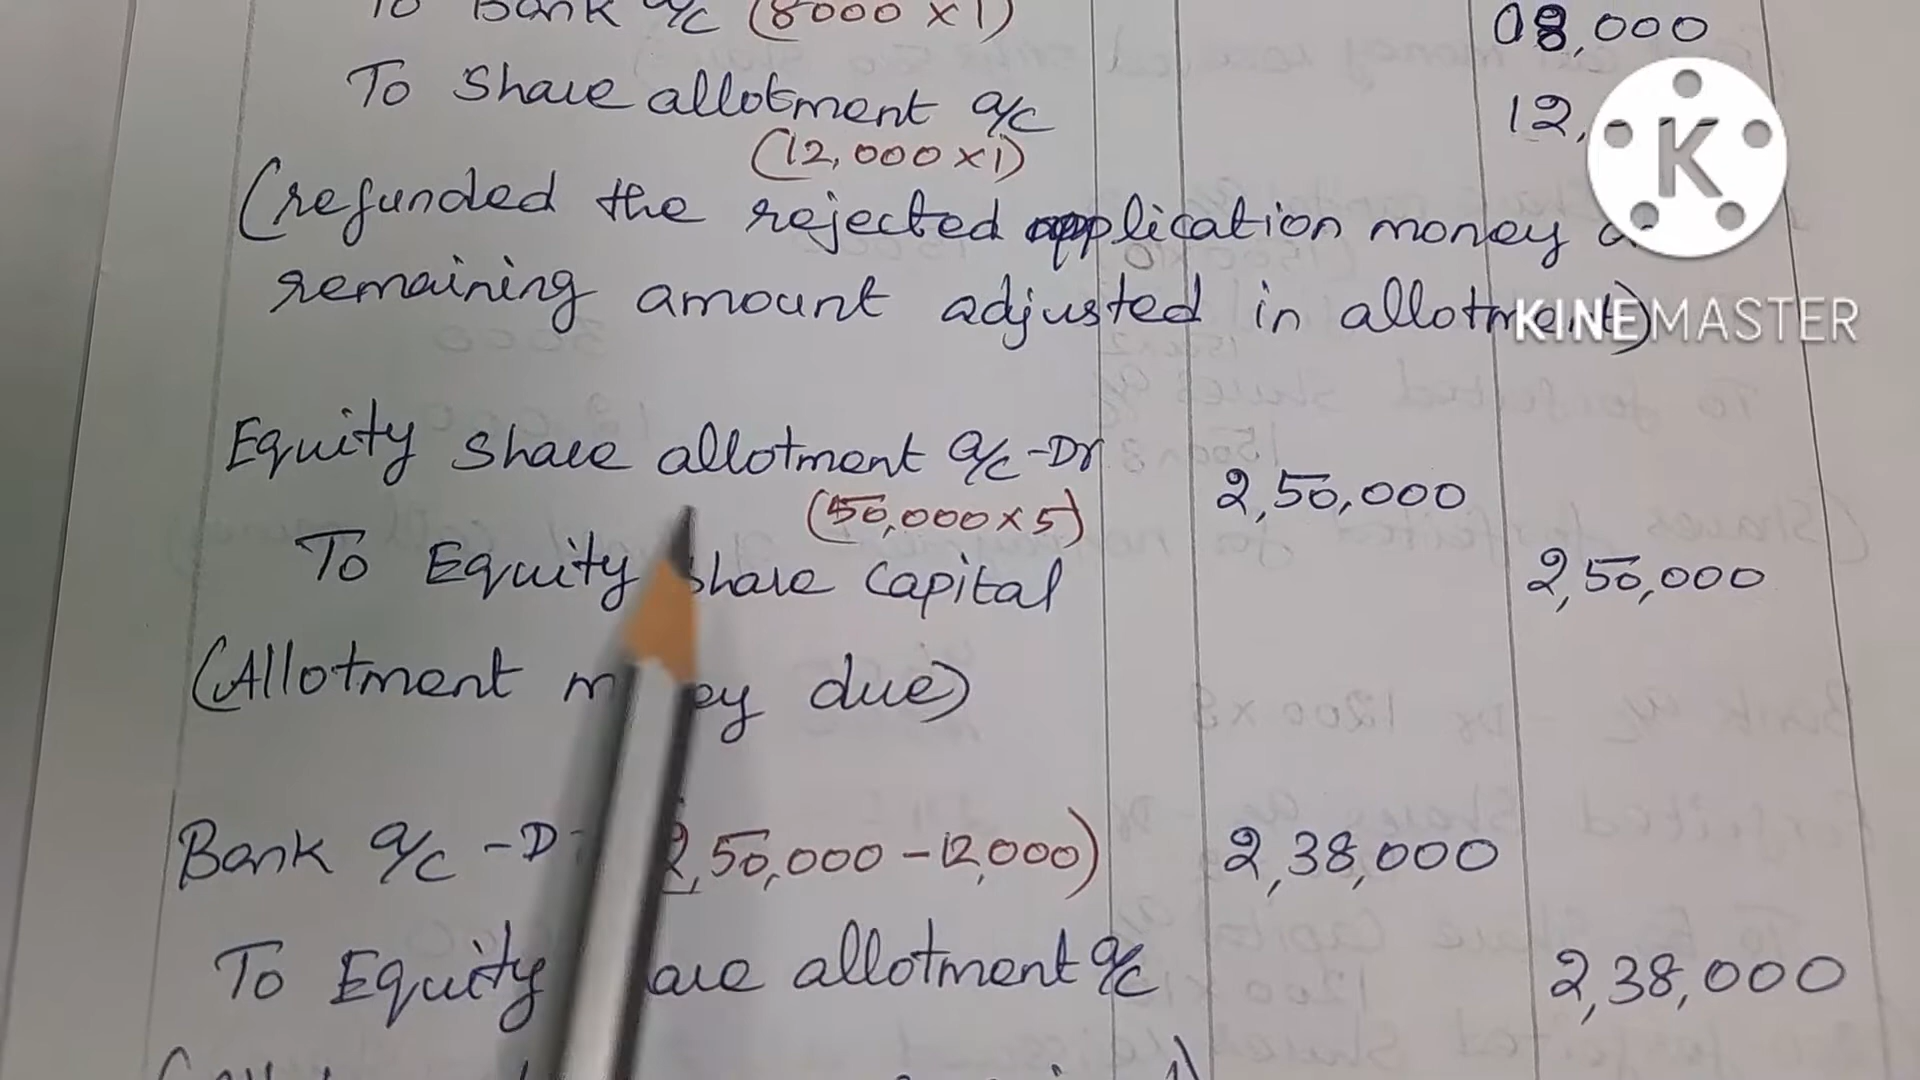 To Bank a/c (8000 × 1) 08,000
To Share allotment a/c 12,
(12,000 × 1)
(refunded the rejected application money
remaining amount adjusted in allotment)
K
KINEMASTER
Equity Share allotment a/c - Dr 2,50,000
(50,000 × 5)
To Equity Share Capital 2,50,000
(Allotment money due)
Bank a/c - Dr 2,50,000 - 12,000) 2,38,000
To Equity Share allotment a/c 2,38,000